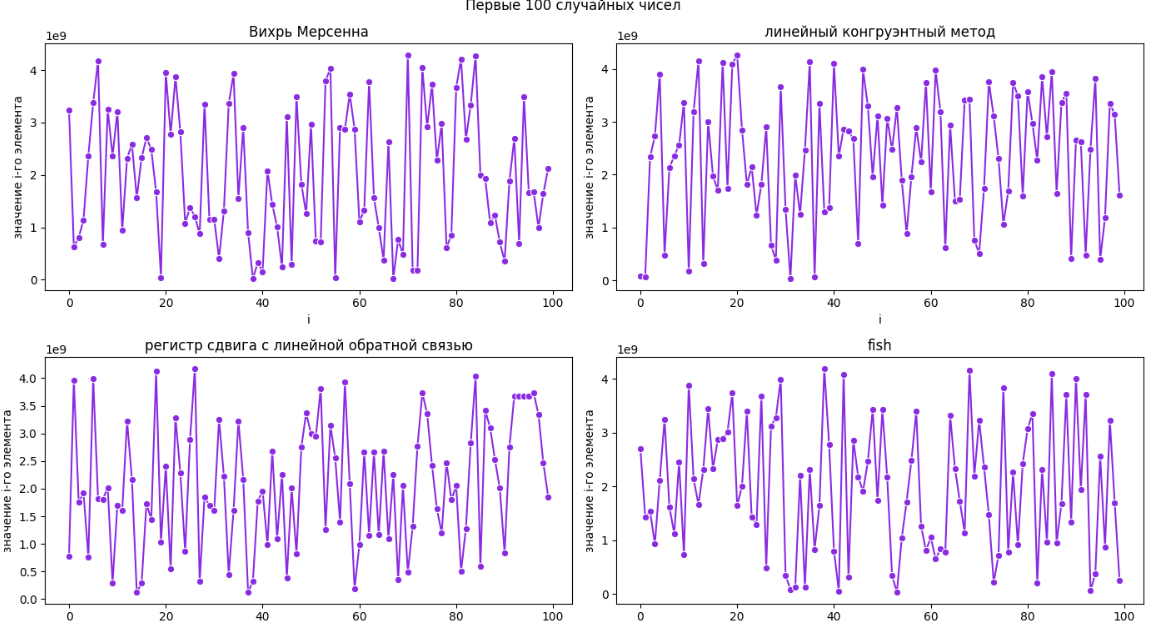 Первые 100 случайных чисел
Вихрь Мерсенна
1e9
значение i-го элемента
4
3
2
1
0
0 20 40 60 80 100
i
линейный конгруэнтный метод
1e9
значение i-го элемента
4
3
2
1
0
0 20 40 60 80 100
i
регистр сдвига с линейной обратной связью
1e9
значение i-го элемента
4.0
3.5
3.0
2.5
2.0
1.5
1.0
0.5
0.0
0 20 40 60 80 100
fish
1e9
значение i-го элемента
4
3
2
1
0
0 20 40 60 80 100